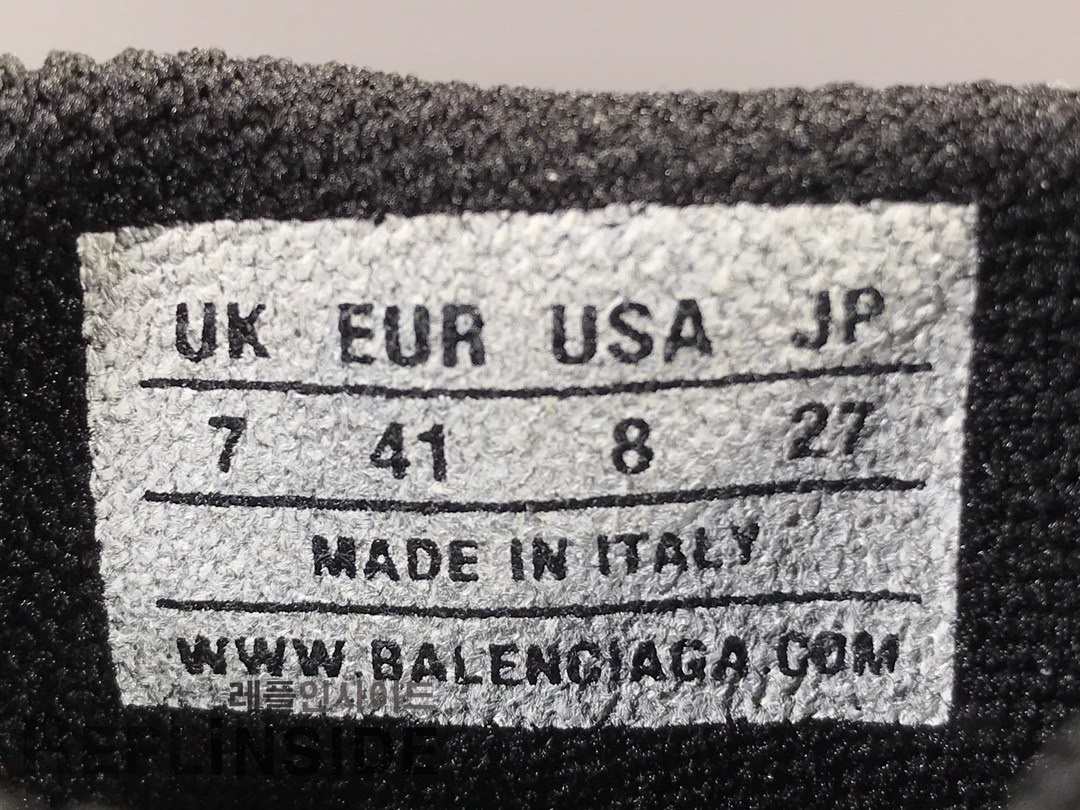 UK EUR USA JP
7 41 8 27
MADE IN ITALY
WWW.BALENCIAGA.COM
레플인사이드
REPLiNSIDE